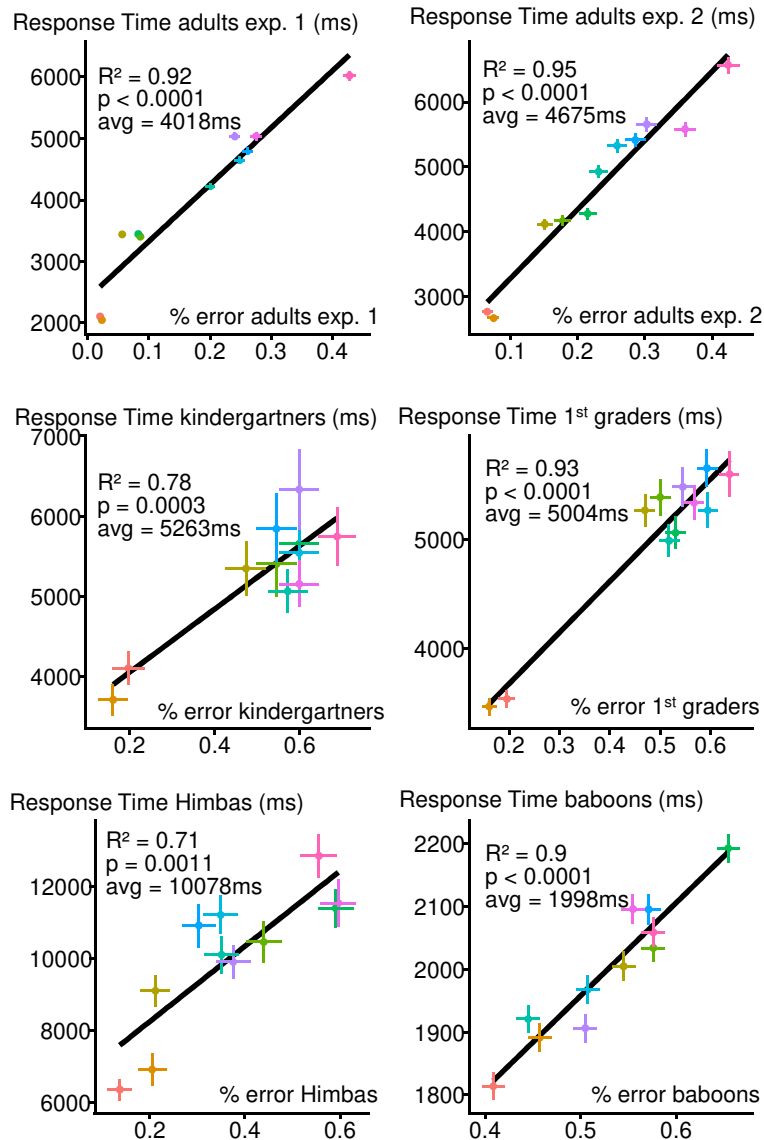 Response Time adults exp. 1 (ms)
R² = 0.92
p < 0.0001
avg = 4018ms
6000
5000
4000
3000
2000
% error adults exp. 1
0.0 0.1 0.2 0.3 0.4
Response Time adults exp. 2 (ms)
R² = 0.95
p < 0.0001
avg = 4675ms
6000
5000
4000
3000
% error adults exp. 2
0.1 0.2 0.3 0.4
Response Time kindergartners (ms)
7000
R² = 0.78
p = 0.0003
avg = 5263ms
6000
5000
4000
% error kindergartners
0.2 0.4 0.6
Response Time 1st graders (ms)
R² = 0.93
p < 0.0001
avg = 5004ms
5000
4000
% error 1st graders
0.2 0.3 0.4 0.5 0.6
Response Time Himbas (ms)
R² = 0.71
p = 0.0011
avg = 10078ms
12000
10000
8000
6000
% error Himbas
0.2 0.4 0.6
Response Time baboons (ms)
2200
R² = 0.9
p < 0.0001
avg = 1998ms
2100
2000
1900
1800
% error baboons
0.4 0.5 0.6